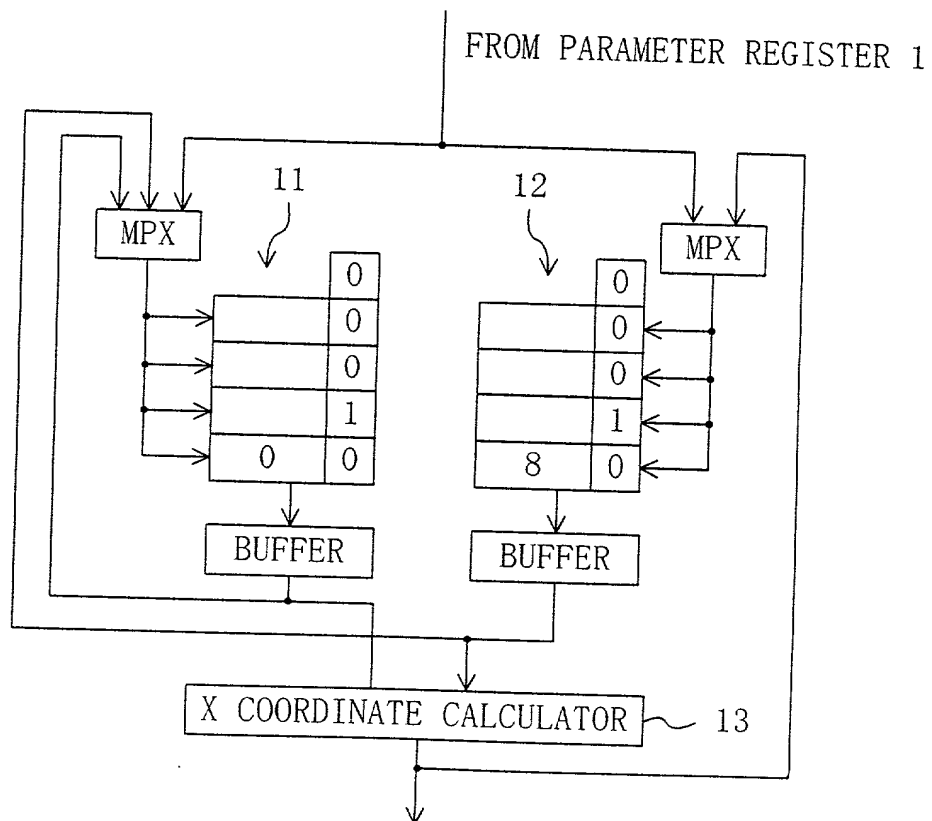 FROM PARAMETER REGISTER 1
11
12
MPX
MPX
0
0
0
0
0
0
1
1
0 0
8 0
BUFFER
BUFFER
X COORDINATE CALCULATOR
13